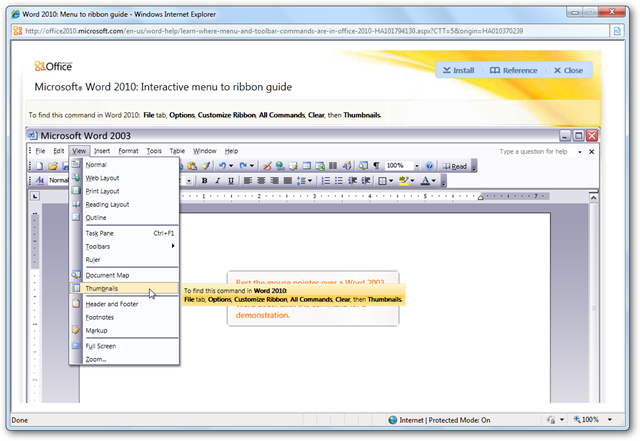 Word 2010: Menu to ribbon guide - Windows Internet Explorer
http://office2010.microsoft.com/en-us/word-help/learn-where-menu-and-toolbar-commands-are-in-office-2010-HA101794130.aspx?CTT=5&origin=HA010370239
Office
Install Reference Close
Microsoft® Word 2010: Interactive menu to ribbon guide
To find this command in Word 2010: File tab, Options, Customize Ribbon, All Commands, Clear, then Thumbnails.
Microsoft Word 2003
File Edit View Insert Format Tools Table Window Help Type a question for help
100% Read
Normal
Web Layout
Print Layout
Reading Layout
Outline
Task Pane Ctrl+F1
Toolbars
Ruler
Document Map
Thumbnails
Header and Footer
Footnotes
Markup
Full Screen
Zoom...
Rest the mouse pointer over a Word 2003
To find this command in Word 2010:
File tab, Options, Customize Ribbon, All Commands, Clear, then Thumbnails.
demonstration.
Done Internet | Protected Mode: On 100%